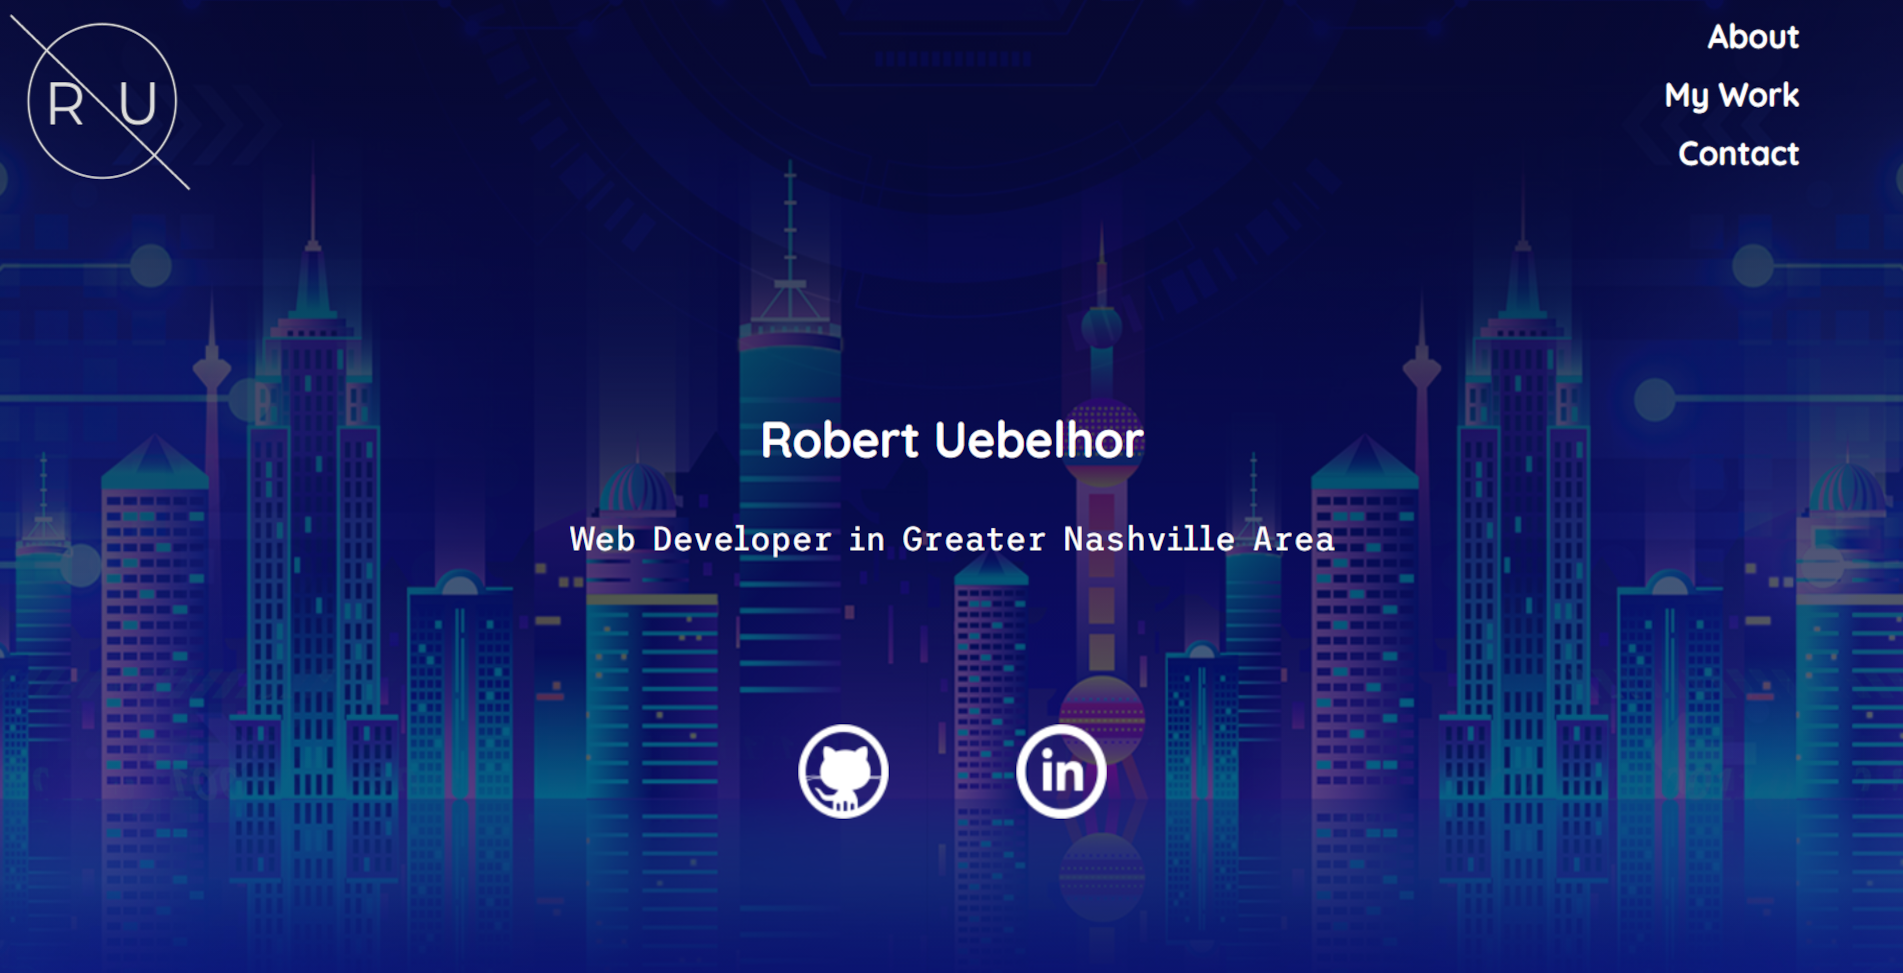 R U
About
My Work
Contact
Robert Uebelhor
Web Developer in Greater Nashville Area
in